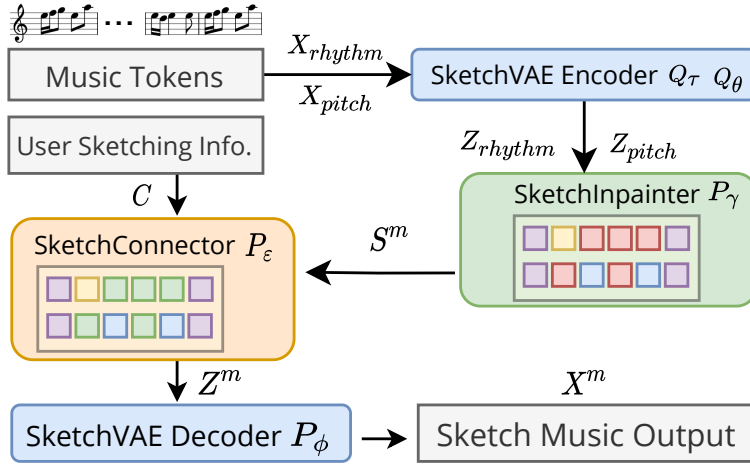 Music Tokens
X_rhythm
X_pitch
SketchVAE Encoder Q_τ Q_θ
User Sketching Info.
Z_rhythm
Z_pitch
C
SketchInpainter P_γ
SketchConnector P_ε
S^m
Z^m
X^m
SketchVAE Decoder P_ϕ
Sketch Music Output